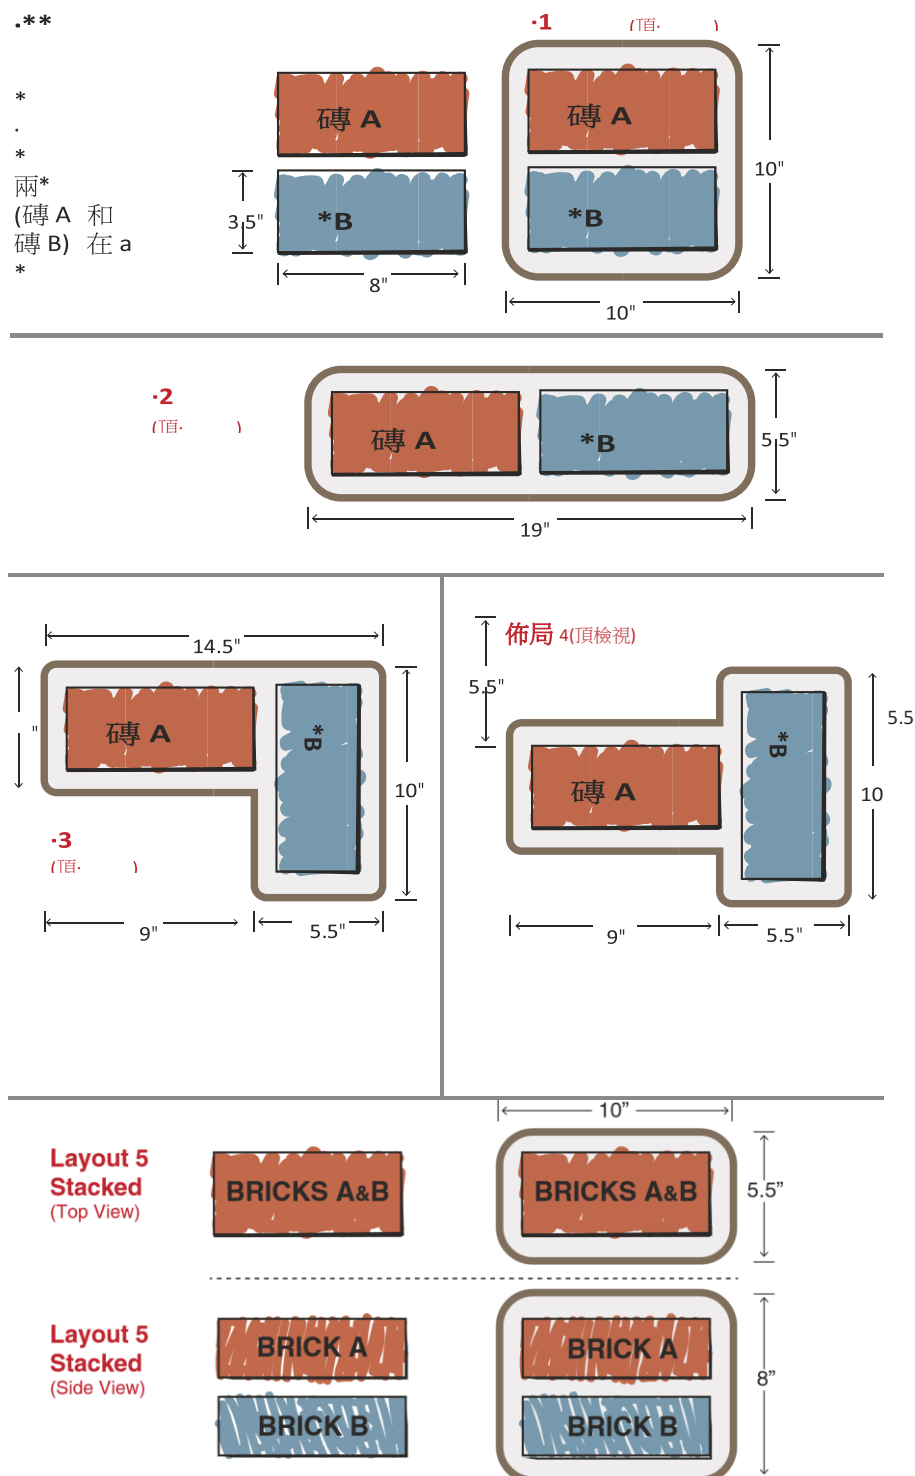 .**
*
.
*
兩*
(磚 A 和
磚 B) 在 a
*
磚 A
*B
3.5"
8"
·1
(頂· )
磚 A
*B
10"
10"
·2
(頂· )
磚 A
*B
5.5"
19"
14.5"
"
磚 A
*B
10"
·3
(頂· )
9"
5.5"
佈局 4(頂檢視)
5.5"
磚 A
*B
5.5
10
9"
5.5"
10”
Layout 5
Stacked
(Top View)
BRICKS A&B
BRICKS A&B
5.5”
Layout 5
Stacked
(Side View)
BRICK A
BRICK B
BRICK A
BRICK B
8”